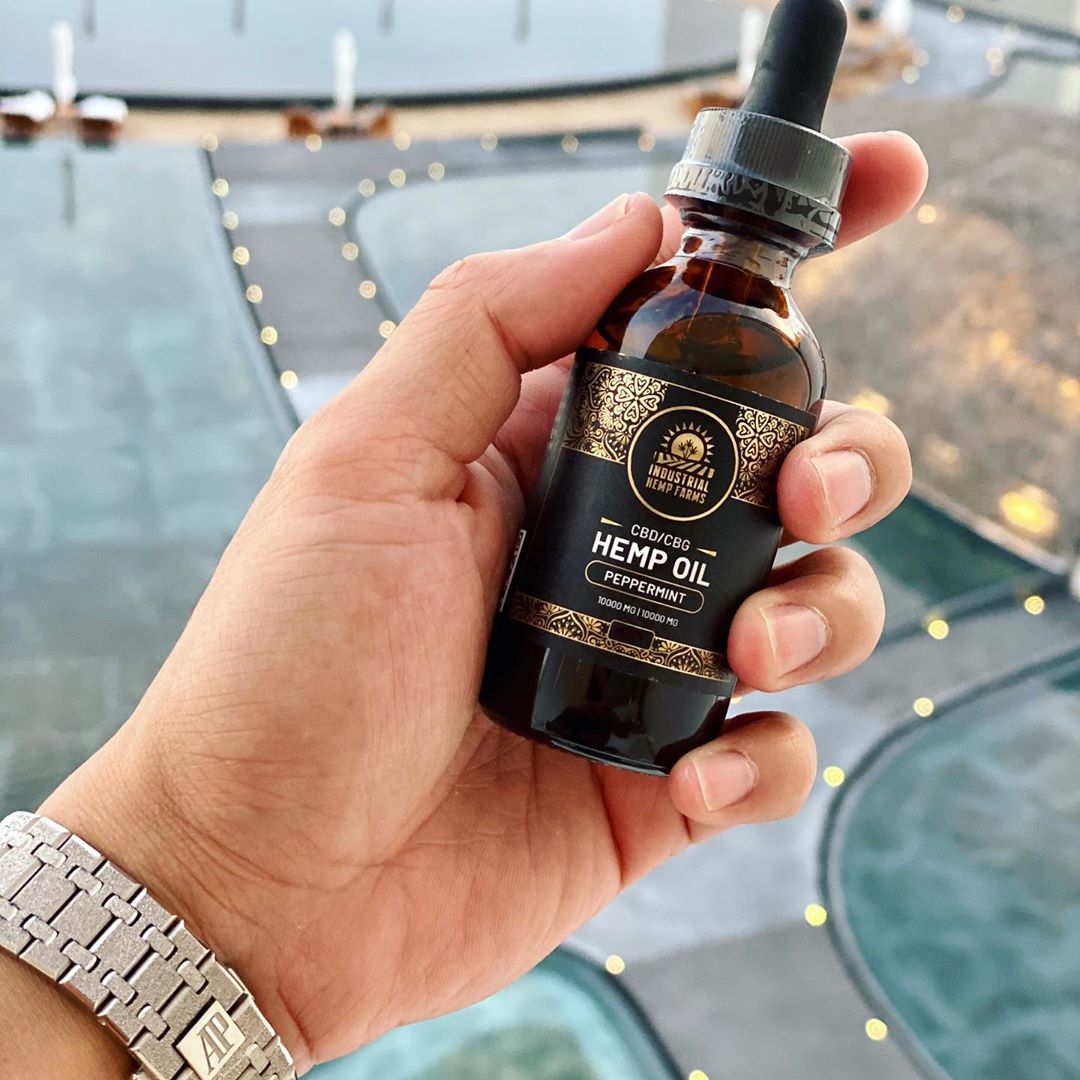 INDUSTRIAL
HEMP FARMS
CBD/CBG
HEMP OIL
PEPPERMINT
10000 MG | 10000 MG
AP